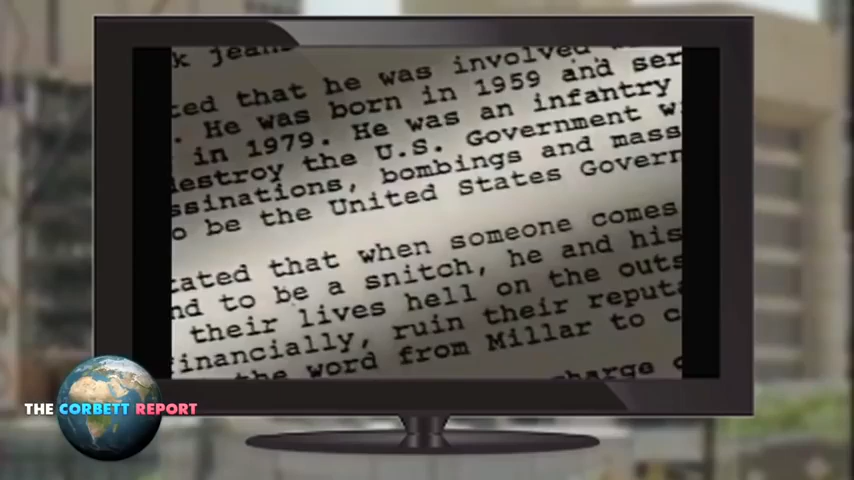 k jeans
ted that he was involved
. He was born in 1959 and ser
in 1979. He was an infantry
destroy the U.S. Government w
ssinations, bombings and mass
o be the United States Govern
tated that when someone comes
nd to be a snitch, he and his
their lives hell on the outs
financially, ruin their reputa
the word from Millar to c
charge
THE CORBETT REPORT